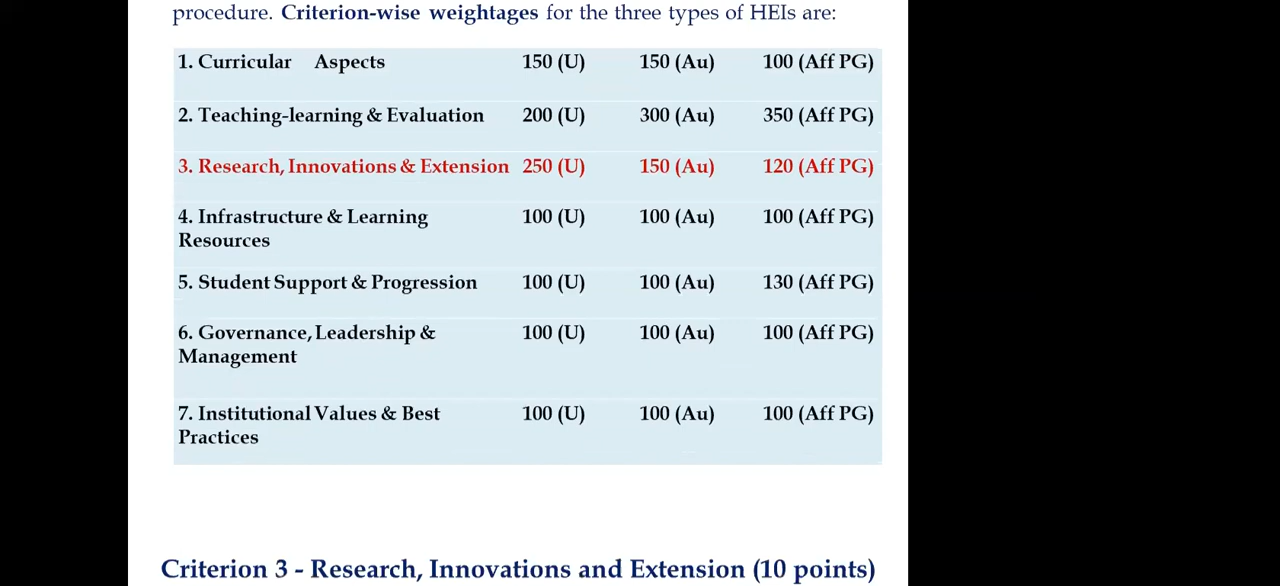 procedure. Criterion-wise weightages for the three types of HEIs are:
1. Curricular Aspects 150 (U) 150 (Au) 100 (Aff PG)
2. Teaching-learning & Evaluation 200 (U) 300 (Au) 350 (Aff PG)
3. Research, Innovations & Extension 250 (U) 150 (Au) 120 (Aff PG)
4. Infrastructure & Learning 100 (U) 100 (Au) 100 (Aff PG)
Resources
5. Student Support & Progression 100 (U) 100 (Au) 130 (Aff PG)
6. Governance, Leadership & 100 (U) 100 (Au) 100 (Aff PG)
Management
7. Institutional Values & Best 100 (U) 100 (Au) 100 (Aff PG)
Practices
Criterion 3 - Research, Innovations and Extension (10 points)